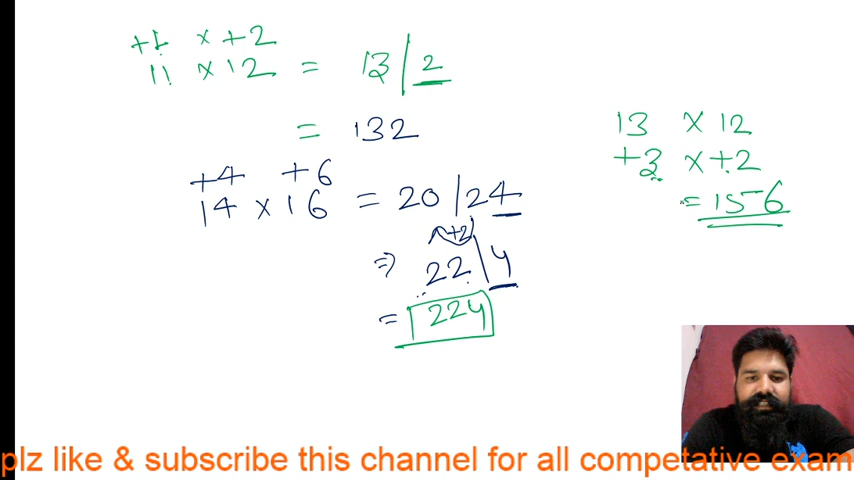 +1 × +2
11 × 12 = 13 | 2
= 132
+4 +6
14 × 16 = 20 | 24
+2
⇒ 22 | 4
= 224
13 × 12
+3 × +2
= 156
plz like & subscribe this channel for all competative exam